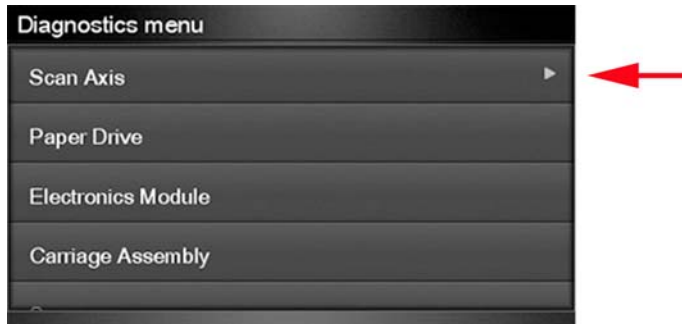 Diagnostics menu
Scan Axis
Paper Drive
Electronics Module
Carriage Assembly